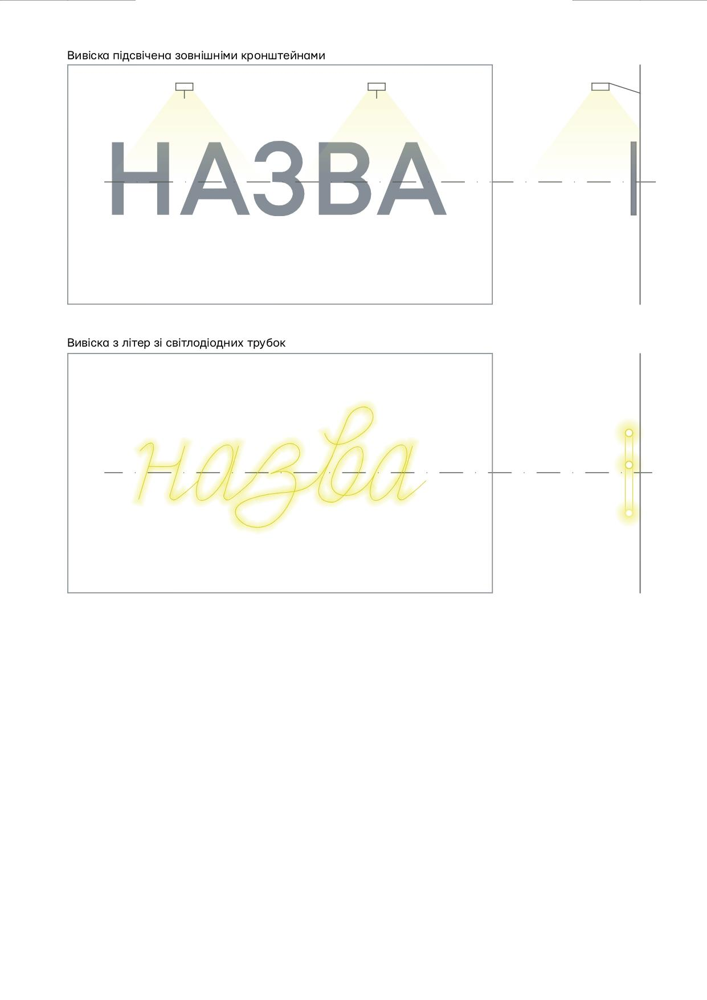 Вивіска підсвічена зовнішніми кронштейнами
НАЗВА
Вивіска з літер зі світлодіодних трубок
назва